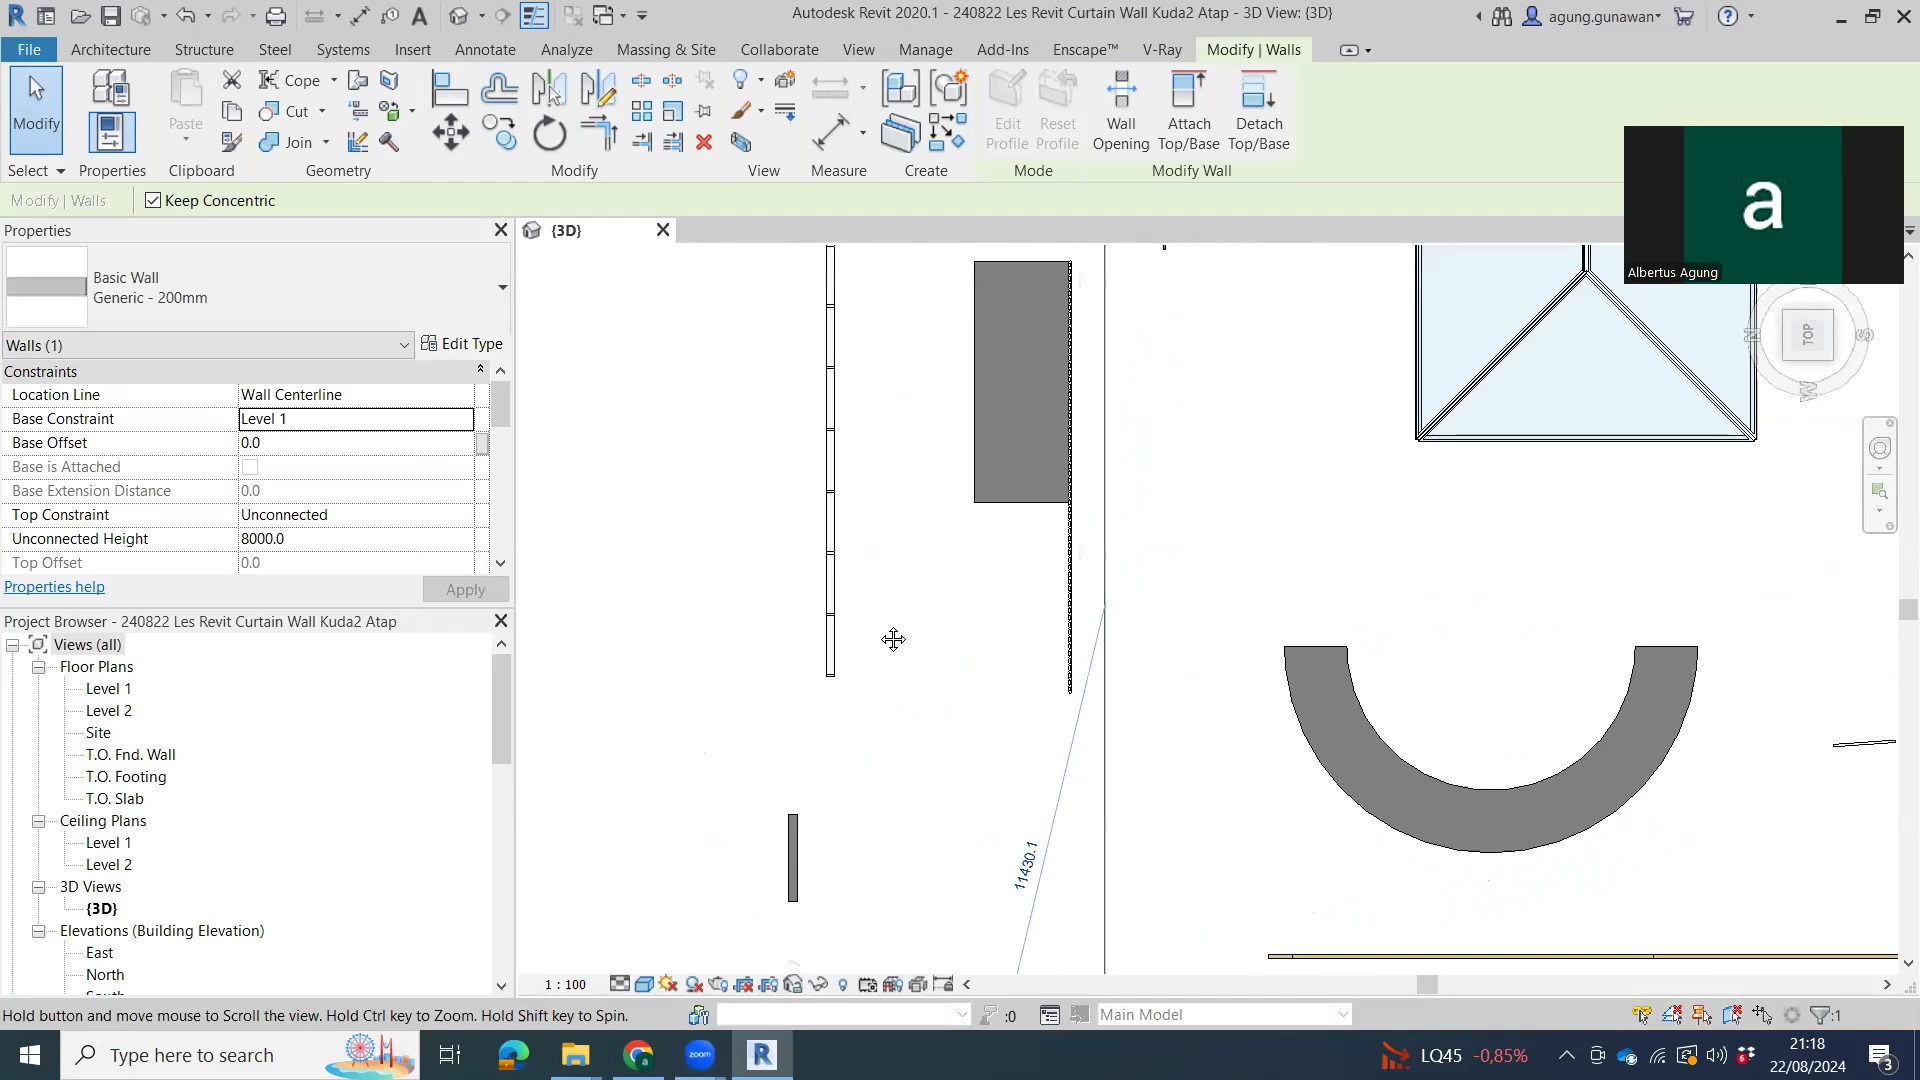 Autodesk Revit 2020.1 - 240822 Les Revit Curtain Wall Kuda2 Atap - 3D View: {3D}
agung.gunawan
File
Architecture
Structure
Steel
Systems
Insert
Annotate
Analyze
Massing & Site
Collaborate
View
Manage
Add-Ins
Enscape™
V-Ray
Modify | Walls
Modify
Paste
Cope
Cut
Join
Edit
Profile
Reset
Profile
Wall
Opening
Attach
Top/Base
Detach
Top/Base
Select
Properties
Clipboard
Geometry
Modify
View
Measure
Create
Mode
Modify Wall
Modify | Walls
Keep Concentric
a
Albertus Agung
Properties
{3D}
Basic Wall
Generic - 200mm
Walls (1)
Edit Type
Constraints
Location Line
Wall Centerline
Base Constraint
Level 1
Base Offset
0.0
Base is Attached
Base Extension Distance
0.0
Top Constraint
Unconnected
Unconnected Height
8000.0
Top Offset
0.0
Properties help
Apply
Project Browser - 240822 Les Revit Curtain Wall Kuda2 Atap
Views (all)
Floor Plans
Level 1
Level 2
Site
T.O. Fnd. Wall
T.O. Footing
T.O. Slab
Ceiling Plans
Level 1
Level 2
3D Views
{3D}
Elevations (Building Elevation)
East
North
TOP
N
S
W
11430.1
1 : 100
Hold button and move mouse to Scroll the view. Hold Ctrl key to Zoom. Hold Shift key to Spin.
:0
Main Model
:1
Type here to search
zoom
R
LQ45
-0,85%
21:18
22/08/2024
3